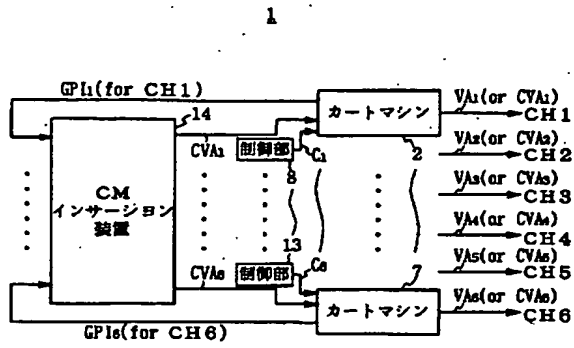 1
GPI1(for CH1)
14
CM
インサージョン
装置
CVA1
制御部
C1
8
カートマシン
2
VA1(or CVA1)
CH1
VA2(or CVA2)
CH2
VA3(or CVA3)
CH3
VA4(or CVA4)
CH4
VA5(or CVA5)
CH5
13
制御部
C6
CVA6
7
カートマシン
VA6(or CVA6)
CH6
GPI6(for CH6)